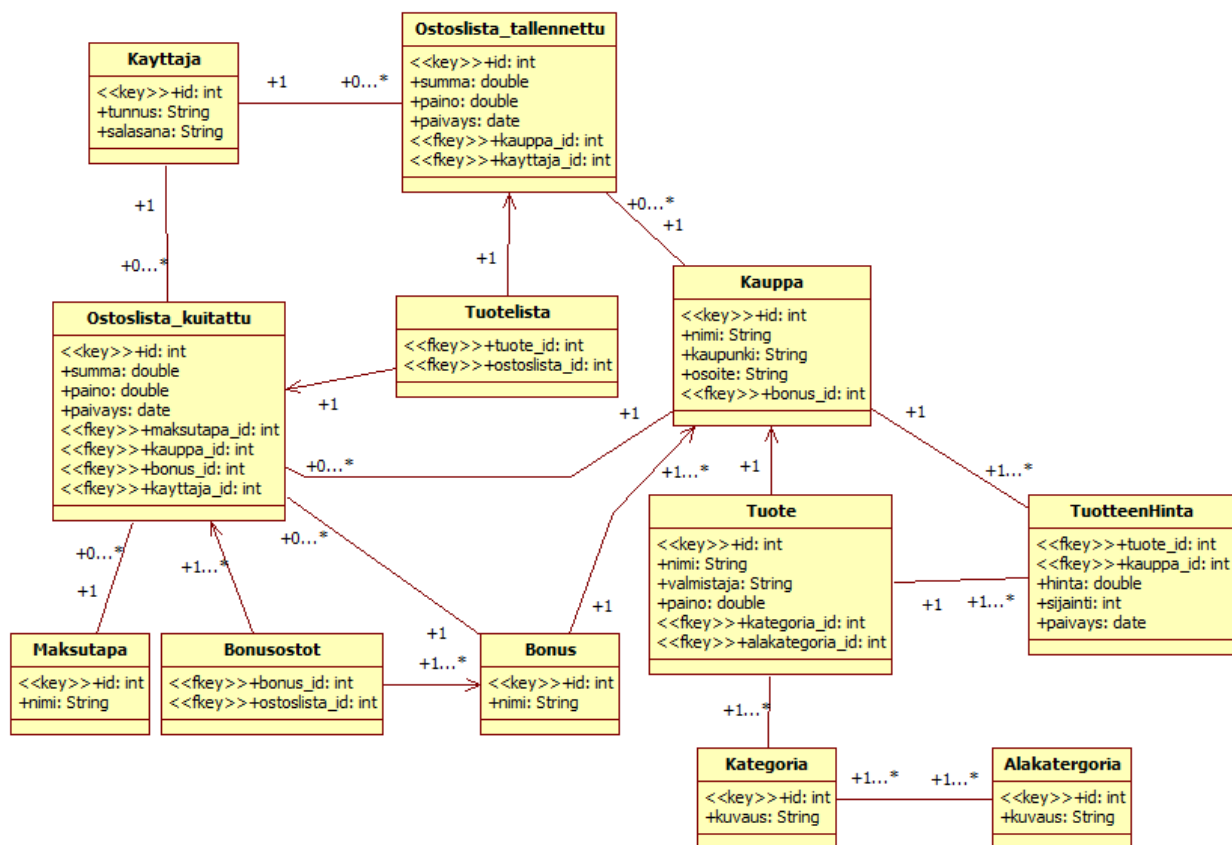 Ostoslista_tallennettu
<<key>>+id: int
+summa: double
+paino: double
+paivays: date
<<fkey>>+kauppa_id: int
<<fkey>>+kayttaja_id: int
Kayttaja
<<key>>+id: int
+tunnus: String
+salasana: String
+1
+0...*
+1
+0...*
+0...*
+1
+1
Kauppa
<<key>>+id: int
+nimi: String
+kaupunki: String
+osoite: String
<<fkey>>+bonus_id: int
Tuotelista
<<fkey>>+tuote_id: int
<<fkey>>+ostoslista_id: int
Ostoslista_kuitattu
<<key>>+id: int
+summa: double
+paino: double
+paivays: date
<<fkey>>+maksutapa_id: int
<<fkey>>+kauppa_id: int
<<fkey>>+bonus_id: int
<<fkey>>+kayttaja_id: int
+1
+1
+0...*
+1
+1...*
+1...*
+1
Tuote
<<key>>+id: int
+nimi: String
+valmistaja: String
+paino: double
<<fkey>>+kategoria_id: int
<<fkey>>+alakategoria_id: int
TuotteenHinta
<<fkey>>+tuote_id: int
<<fkey>>+kauppa_id: int
+hinta: double
+sijainti: int
+paivays: date
+1
+1...*
+0...*
+1
+1...*
+0...*
+1
+1
+1...*
Maksutapa
<<key>>+id: int
+nimi: String
Bonusostot
<<fkey>>+bonus_id: int
<<fkey>>+ostoslista_id: int
Bonus
<<key>>+id: int
+nimi: String
+1...*
Kategoria
<<key>>+id: int
+kuvaus: String
+1...*
+1...*
Alakatergoria
<<key>>+id: int
+kuvaus: String